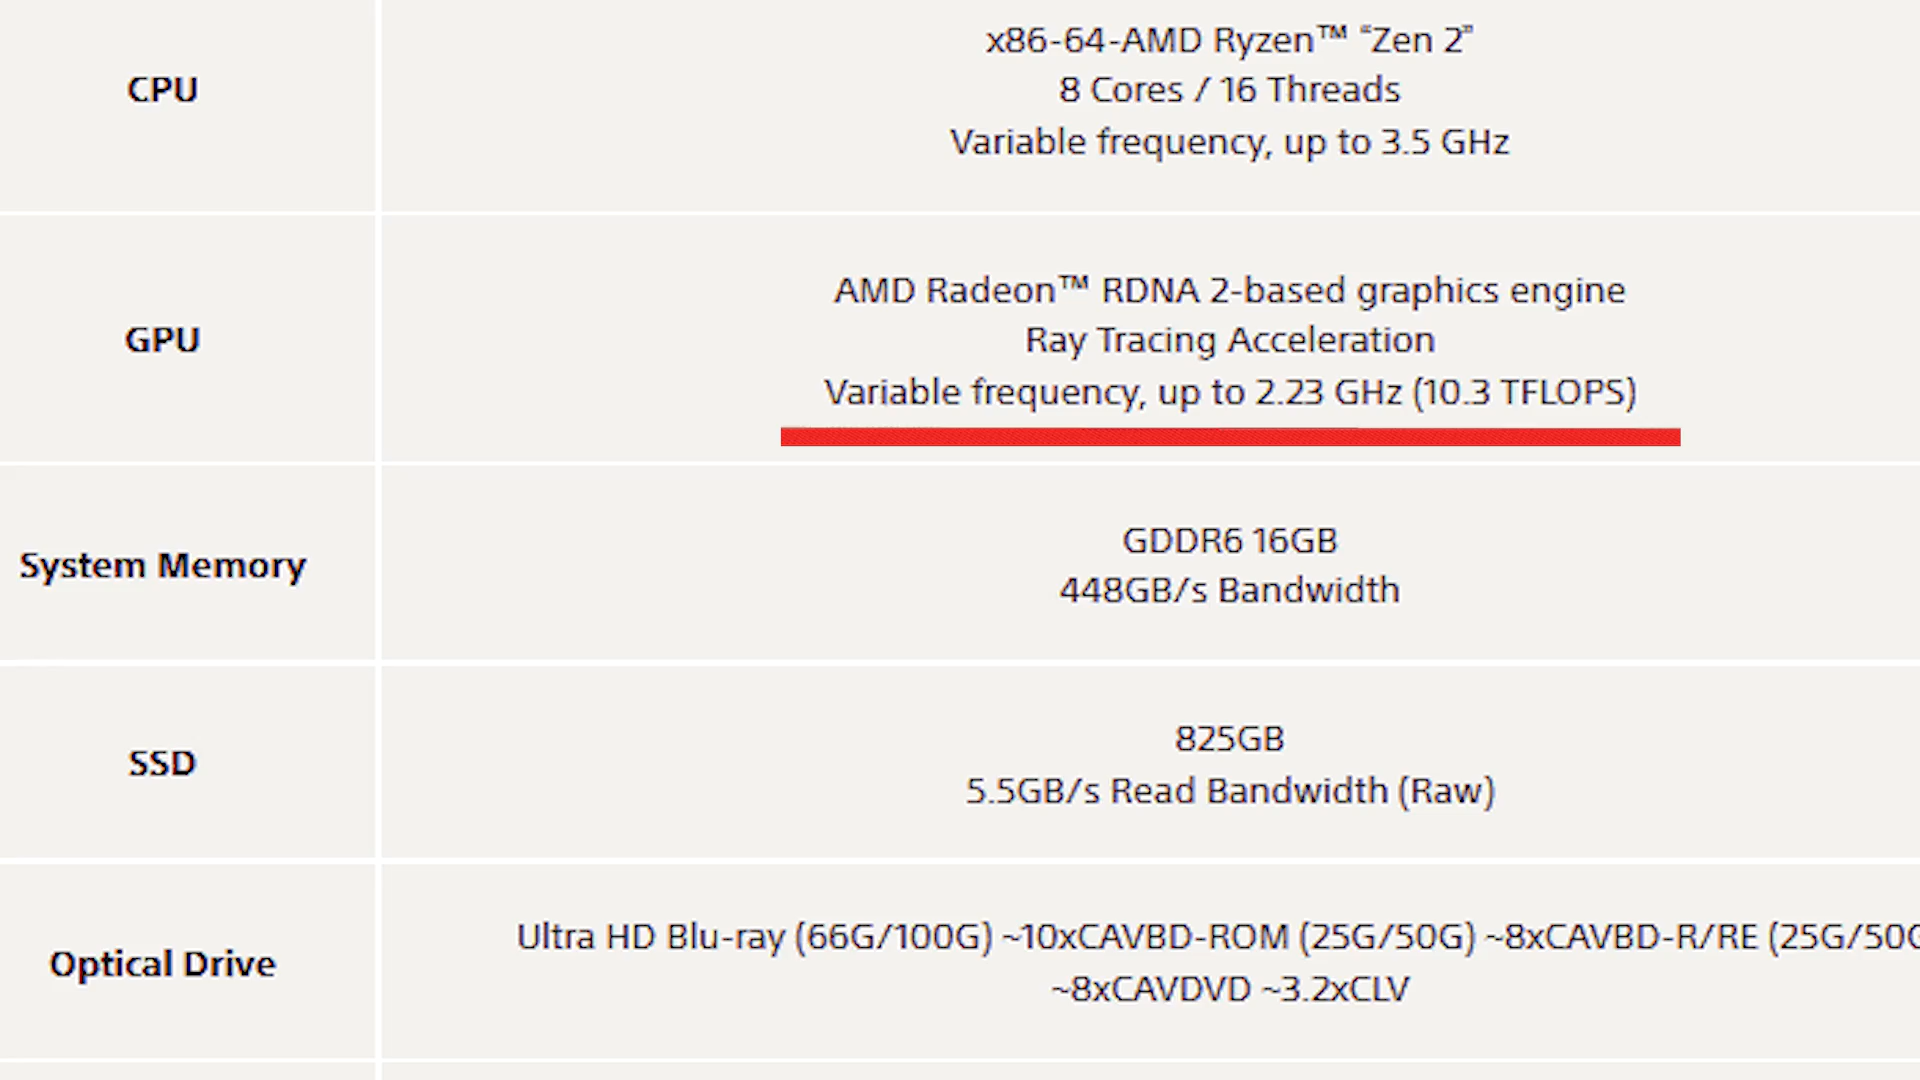 CPU
x86-64-AMD Ryzen™ “Zen 2”
8 Cores / 16 Threads
Variable frequency, up to 3.5 GHz
GPU
AMD Radeon™ RDNA 2-based graphics engine
Ray Tracing Acceleration
Variable frequency, up to 2.23 GHz (10.3 TFLOPS)
System Memory
GDDR6 16GB
448GB/s Bandwidth
SSD
825GB
5.5GB/s Read Bandwidth (Raw)
Optical Drive
Ultra HD Blu-ray (66G/100G) ~10xCAVBD-ROM (25G/50G) ~8xCAVBD-R/RE (25G/50G
~8xCAVDVD ~3.2xCLV